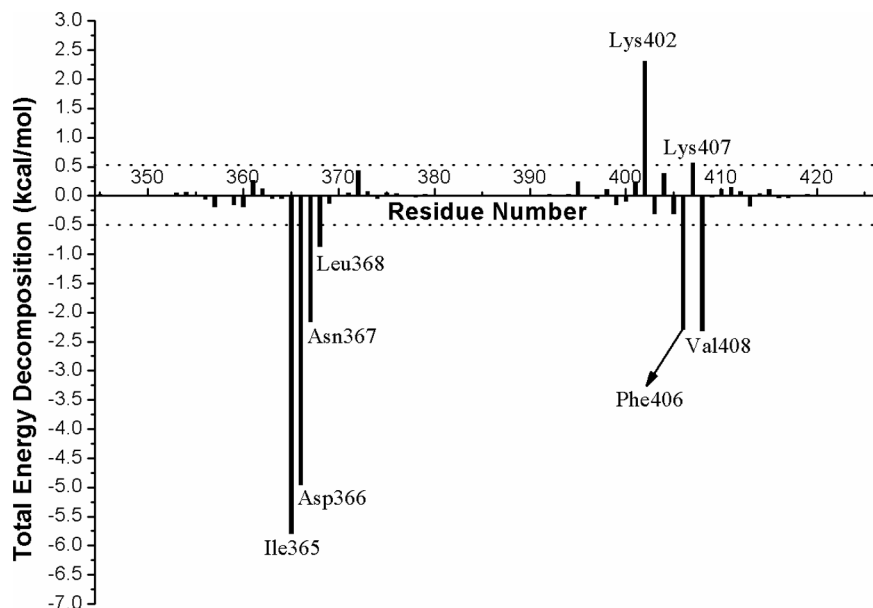 Total Energy Decomposition (kcal/mol)
3.0
2.5
2.0
1.5
1.0
0.5
0.0
-0.5
-1.0
-1.5
-2.0
-2.5
-3.0
-3.5
-4.0
-4.5
-5.0
-5.5
-6.0
-6.5
-7.0
Lys402
Lys407
350 360 370 380 390 400 410 420
Residue Number
Leu368
Asn367
Val408
Phe406
Asp366
Ile365